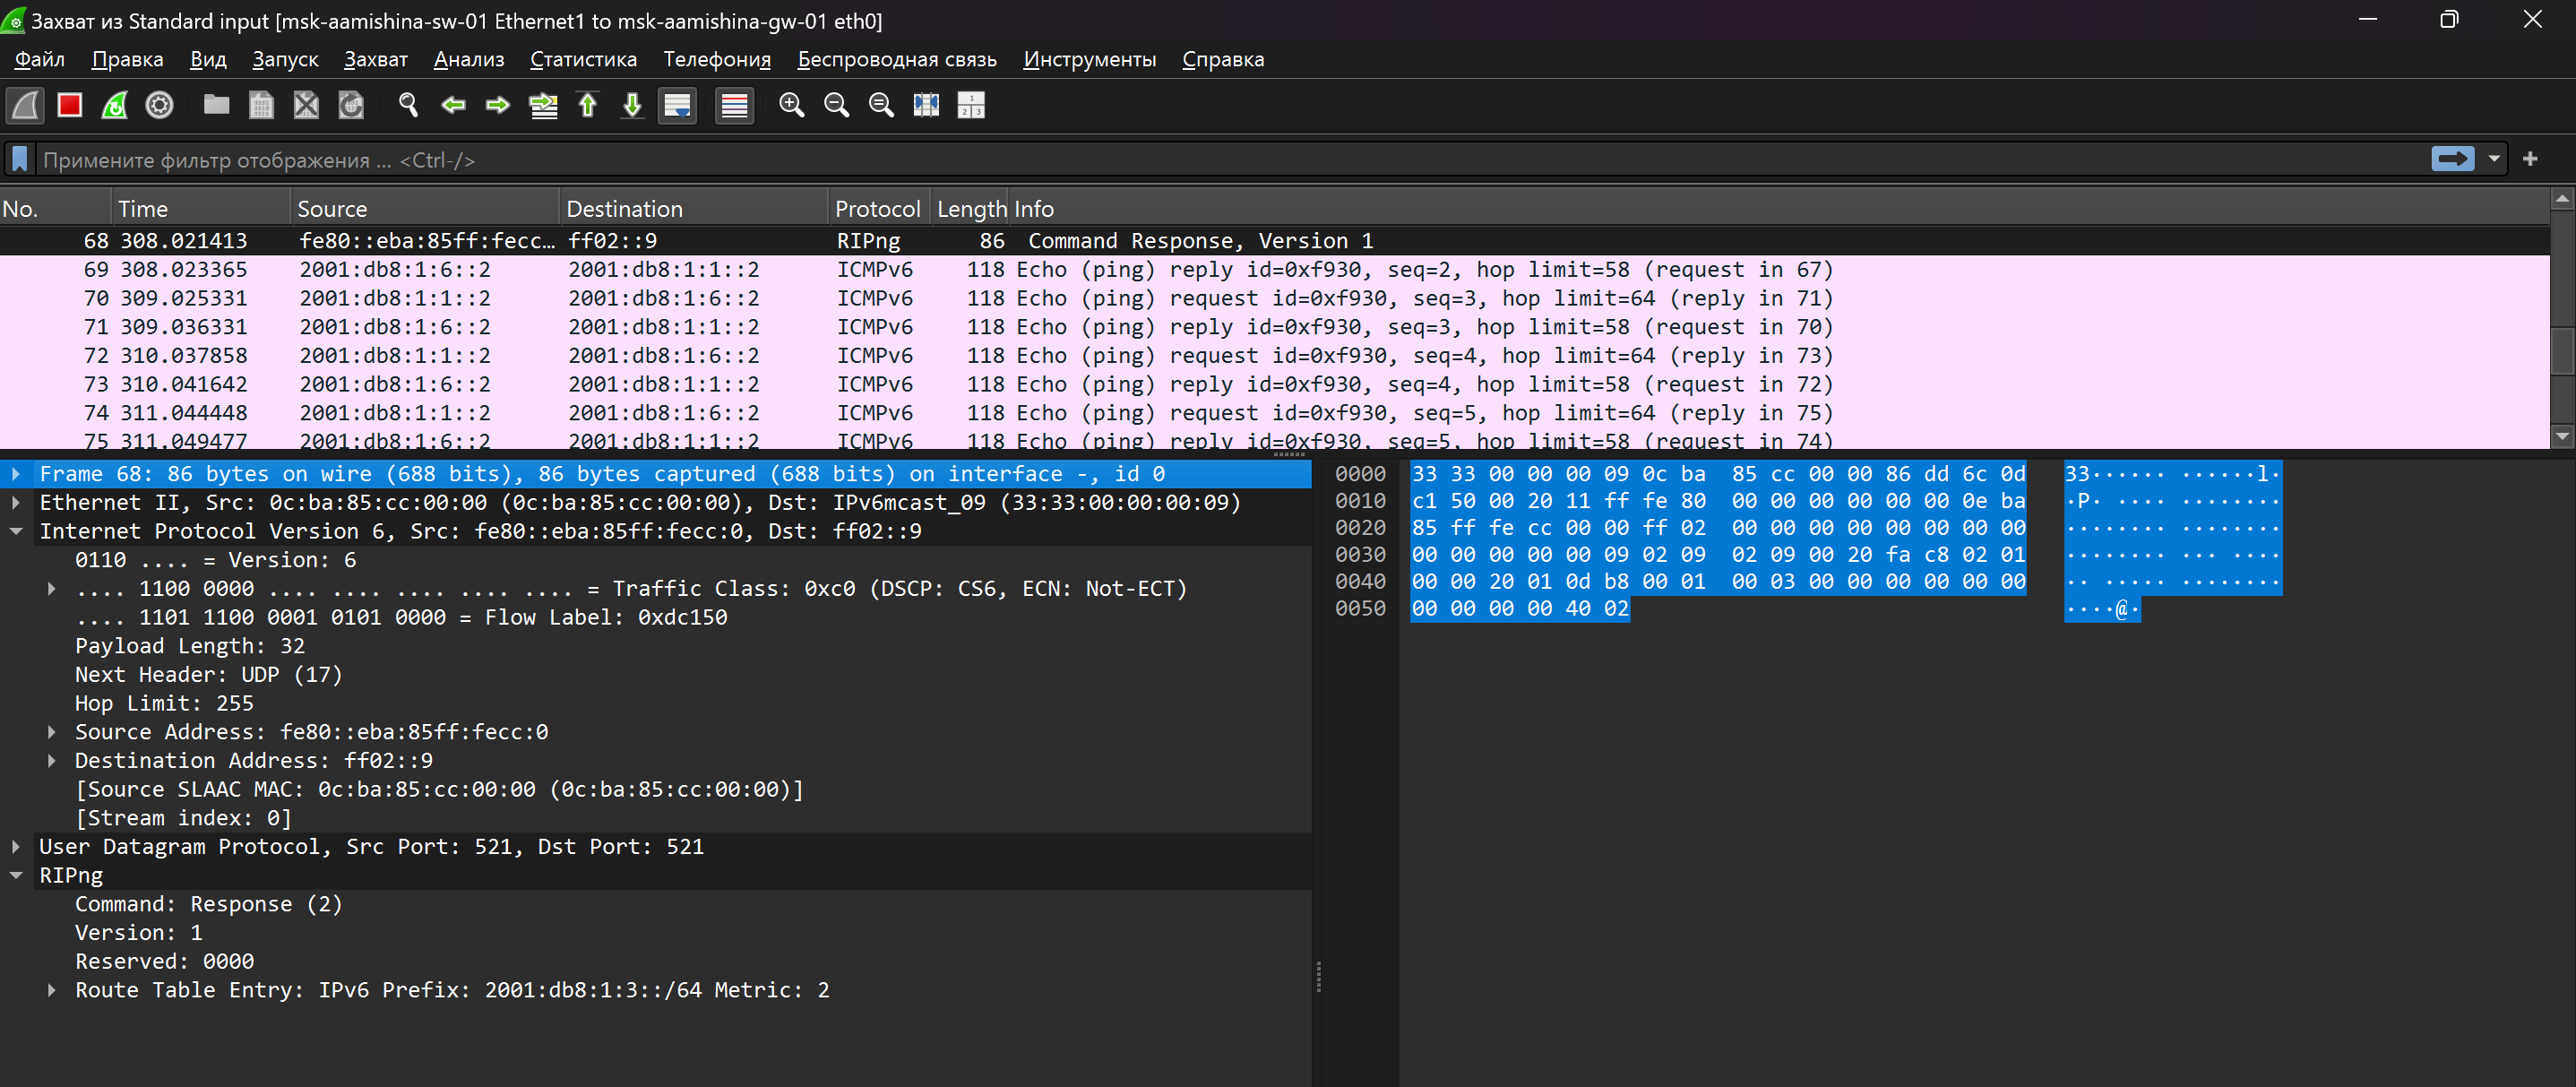 Захват из Standard input [msk-aamishina-sw-01 Ethernet1 to msk-aamishina-gw-01 eth0]
Файл Правка Вид Запуск Захват Анализ Статистика Телефония Беспроводная связь Инструменты Справка
Примените фильтр отображения ... <Ctrl-/>
No. Time Source Destination Protocol Length Info
68 308.021413 fe80::eba:85ff:fecc… ff02::9 RIPng 86 Command Response, Version 1
69 308.023365 2001:db8:1:6::2 2001:db8:1:1::2 ICMPv6 118 Echo (ping) reply id=0xf930, seq=2, hop limit=58 (request in 67)
70 309.025331 2001:db8:1:1::2 2001:db8:1:6::2 ICMPv6 118 Echo (ping) request id=0xf930, seq=3, hop limit=64 (reply in 71)
71 309.036331 2001:db8:1:6::2 2001:db8:1:1::2 ICMPv6 118 Echo (ping) reply id=0xf930, seq=3, hop limit=58 (request in 70)
72 310.037858 2001:db8:1:1::2 2001:db8:1:6::2 ICMPv6 118 Echo (ping) request id=0xf930, seq=4, hop limit=64 (reply in 73)
73 310.041642 2001:db8:1:6::2 2001:db8:1:1::2 ICMPv6 118 Echo (ping) reply id=0xf930, seq=4, hop limit=58 (request in 72)
74 311.044448 2001:db8:1:1::2 2001:db8:1:6::2 ICMPv6 118 Echo (ping) request id=0xf930, seq=5, hop limit=64 (reply in 75)
75 311.049477 2001:db8:1:6::2 2001:db8:1:1::2 ICMPv6 118 Echo (ping) reply id=0xf930, seq=5, hop limit=58 (request in 74)
Frame 68: 86 bytes on wire (688 bits), 86 bytes captured (688 bits) on interface -, id 0
Ethernet II, Src: 0c:ba:85:cc:00:00 (0c:ba:85:cc:00:00), Dst: IPv6mcast_09 (33:33:00:00:00:09)
Internet Protocol Version 6, Src: fe80::eba:85ff:fecc:0, Dst: ff02::9
0110 .... = Version: 6
.... 1100 0000 .... .... .... .... .... = Traffic Class: 0xc0 (DSCP: CS6, ECN: Not-ECT)
.... 1101 1100 0001 0101 0000 = Flow Label: 0xdc150
Payload Length: 32
Next Header: UDP (17)
Hop Limit: 255
Source Address: fe80::eba:85ff:fecc:0
Destination Address: ff02::9
[Source SLAAC MAC: 0c:ba:85:cc:00:00 (0c:ba:85:cc:00:00)]
[Stream index: 0]
User Datagram Protocol, Src Port: 521, Dst Port: 521
RIPng
Command: Response (2)
Version: 1
Reserved: 0000
Route Table Entry: IPv6 Prefix: 2001:db8:1:3::/64 Metric: 2
0000 33 33 00 00 00 09 0c ba 85 cc 00 00 86 dd 6c 0d 33······ ······l·
0010 c1 50 00 20 11 ff fe 80 00 00 00 00 00 00 0e ba ·P· ···· ········
0020 85 ff fe cc 00 00 ff 02 00 00 00 00 00 00 00 00 ········ ········
0030 00 00 00 00 00 09 02 09 02 09 00 20 fa c8 02 01 ········ ··· ····
0040 00 00 20 01 0d b8 00 01 00 03 00 00 00 00 00 00 ·· ····· ········
0050 00 00 00 00 40 02 ····@·